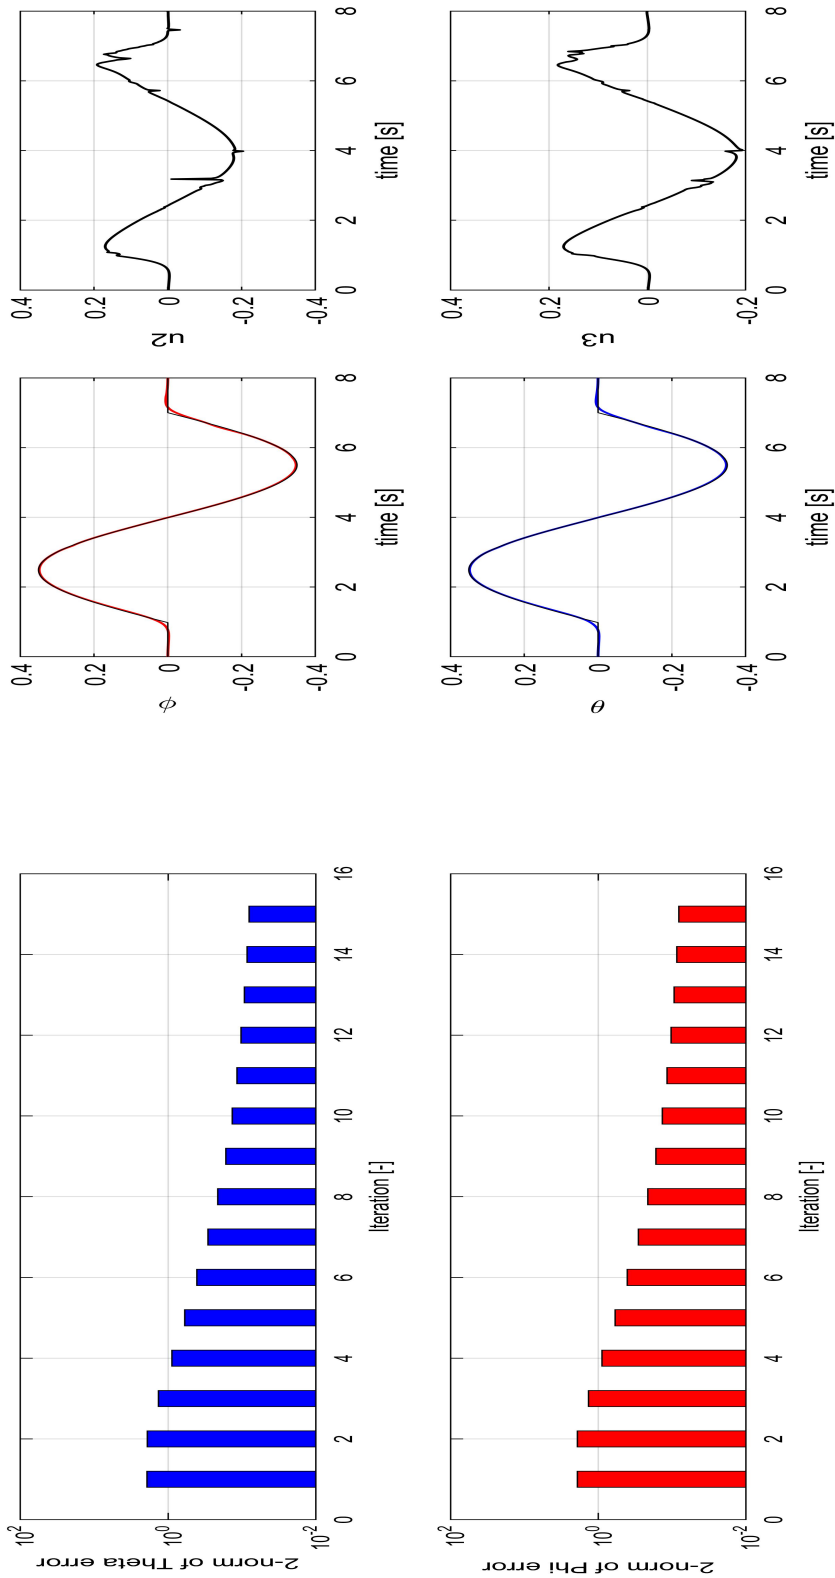 10^2
10^0
10^-2
2-norm of Theta error
0 2 4 6 8 10 12 14 16
Iteration [-]
0.4
0.2
0
-0.2
-0.4
ϕ
0 2 4 6 8
time [s]
0.4
0.2
0
-0.2
-0.4
u2
0 2 4 6 8
time [s]
10^2
10^0
10^-2
2-norm of Phi error
0 2 4 6 8 10 12 14 16
Iteration [-]
0.4
0.2
0
-0.2
-0.4
θ
0 2 4 6 8
time [s]
0.4
0.2
0
-0.2
u3
0 2 4 6 8
time [s]